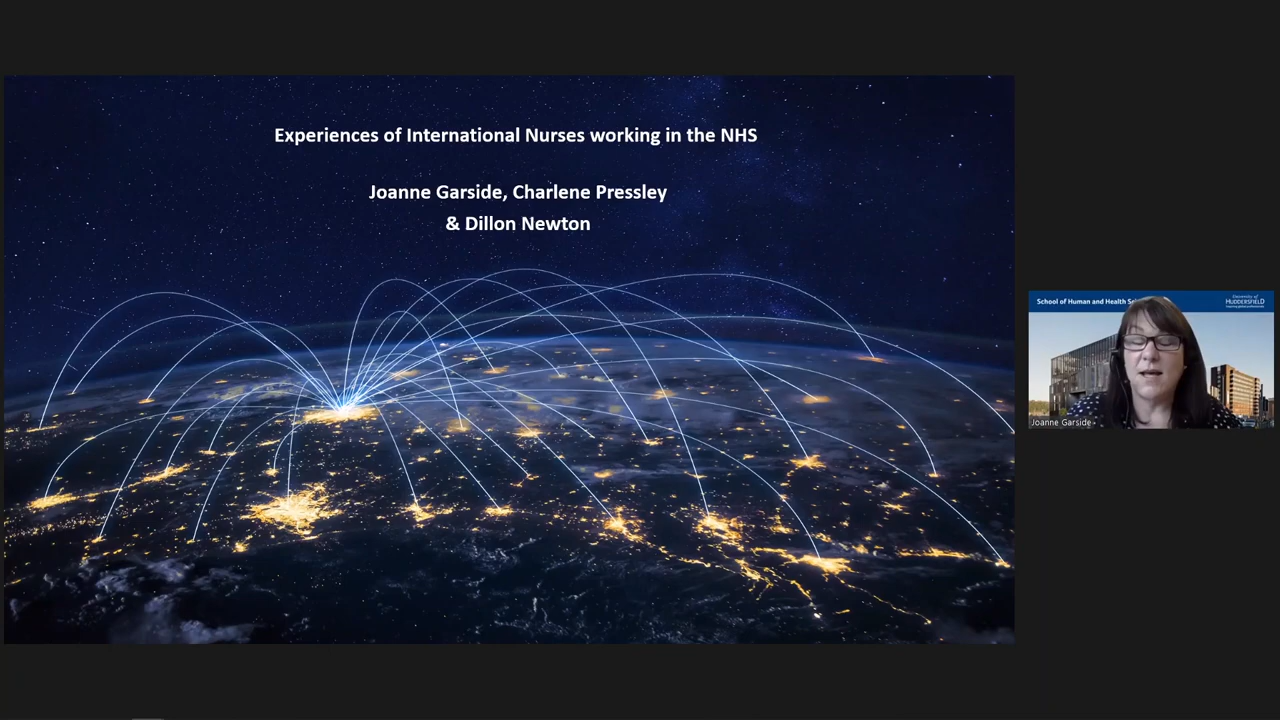 Experiences of International Nurses working in the NHS
Joanne Garside, Charlene Pressley
& Dillon Newton
School of Human and Health
University of
HUDDERSFIELD
Joanne Garside